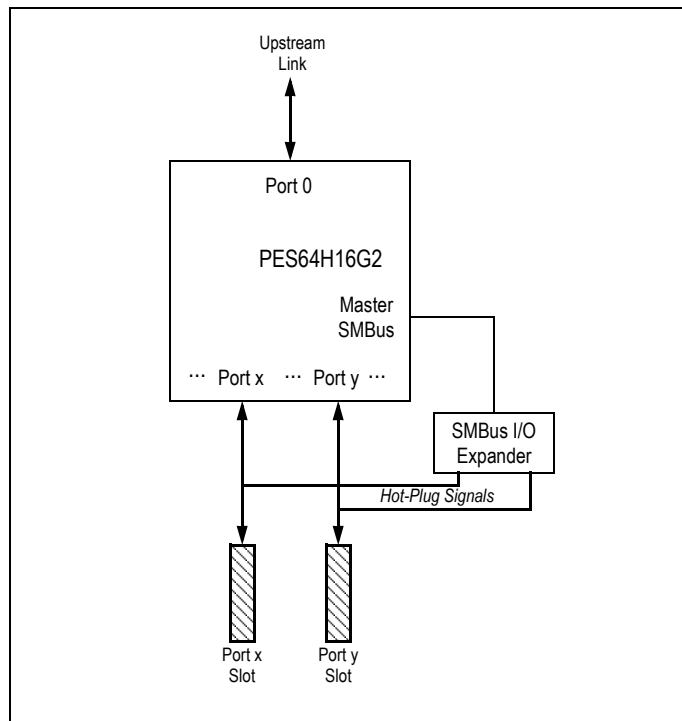 Upstream
Link
Port 0
PES64H16G2
Master
SMBus
... Port x ... Port y ...
SMBus I/O
Expander
Hot-Plug Signals
Port x
Slot
Port y
Slot